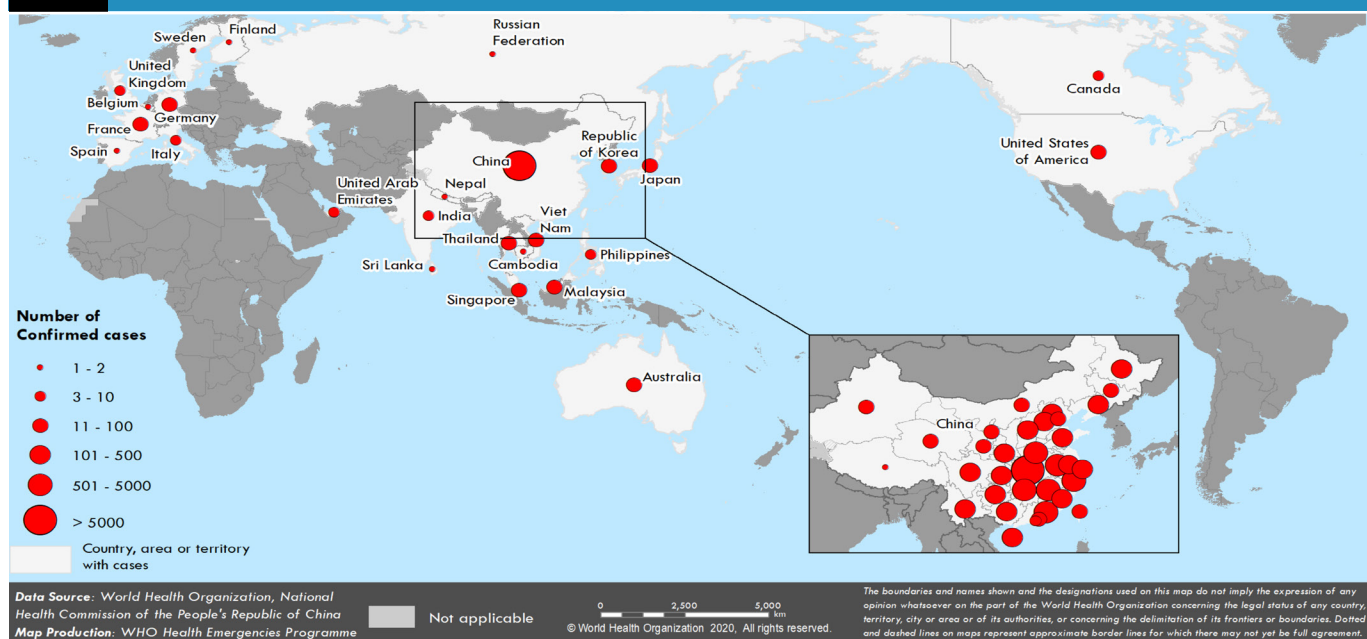 Sweden
Finland
Russian
Federation
United
Kingdom
Belgium
Germany
France
Spain
Italy
Canada
United States
of America
China
Republic
of Korea
Japan
United Arab
Emirates
Nepal
India
Viet
Nam
Thailand
Cambodia
Philippines
Sri Lanka
Singapore
Malaysia
Australia
China
Number of
Confirmed cases
1 - 2
3 - 10
11 - 100
101 - 500
501 - 5000
> 5000
Country, area or territory
with cases
Data Source: World Health Organization, National
Health Commission of the People's Republic of China
Map Production: WHO Health Emergencies Programme
Not applicable
0 2,500 5,000
km
© World Health Organization 2020, All rights reserved.
The boundaries and names shown and the designations used on this map do not imply the expression of any
opinion whatsoever on the part of the World Health Organization concerning the legal status of any country,
territory, city or area or of its authorities, or concerning the delimitation of its frontiers or boundaries. Dotted
and dashed lines on maps represent approximate border lines for which there may not yet be full agreement